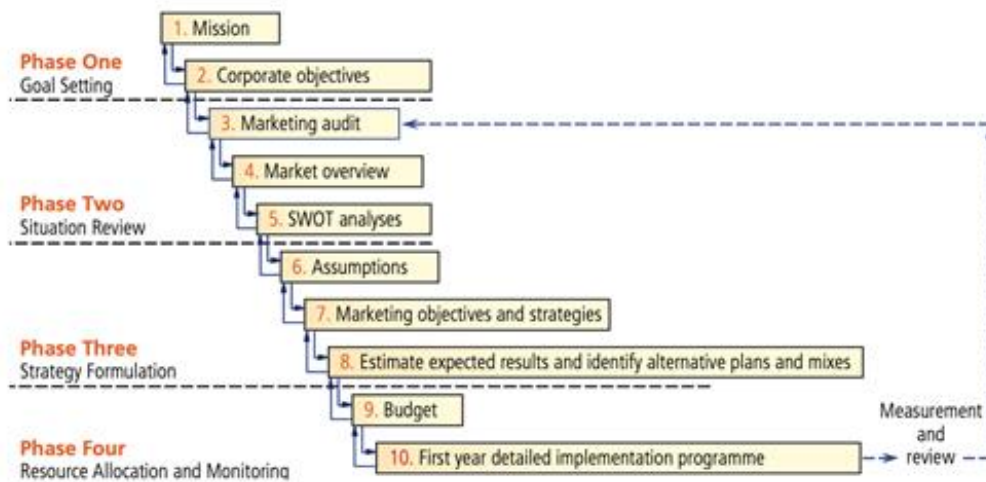 1. Mission
Phase One
Goal Setting
2. Corporate objectives
3. Marketing audit
4. Market overview
Phase Two
Situation Review
5. SWOT analyses
6. Assumptions
7. Marketing objectives and strategies
Phase Three
Strategy Formulation
8. Estimate expected results and identify alternative plans and mixes
9. Budget
Measurement
and
review
Phase Four
Resource Allocation and Monitoring
10. First year detailed implementation programme